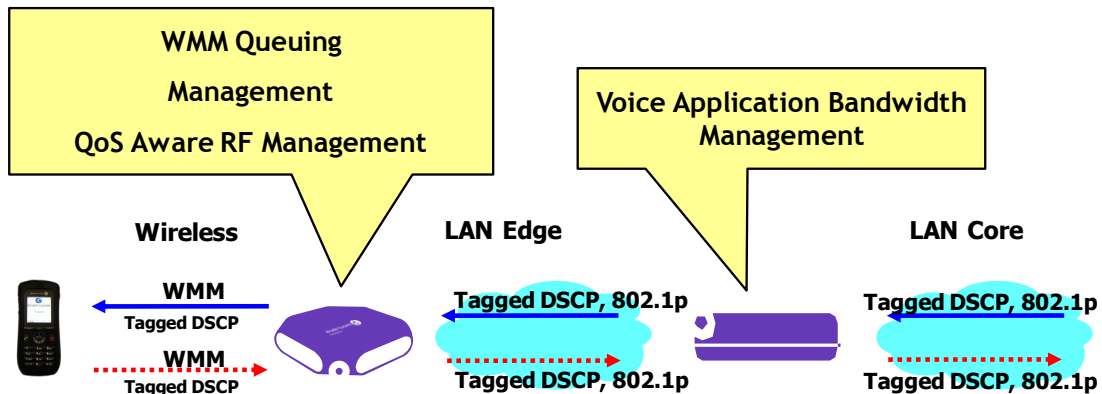 WMM Queuing
Management
QoS Aware RF Management
Voice Application Bandwidth
Management
Wireless
LAN Edge
LAN Core
WMM
Tagged DSCP
WMM
Tagged DSCP
Tagged DSCP, 802.1p
Tagged DSCP, 802.1p
Tagged DSCP, 802.1p
Tagged DSCP, 802.1p